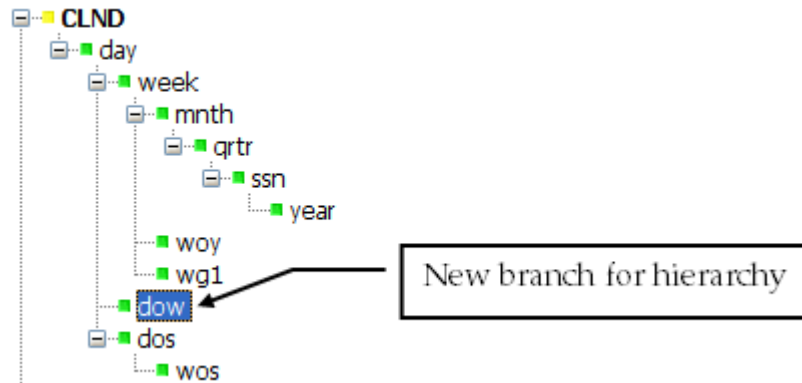 CLND
day
week
mnth
qrtr
ssn
year
woy
wg1
dow
New branch for hierarchy
dos
wos